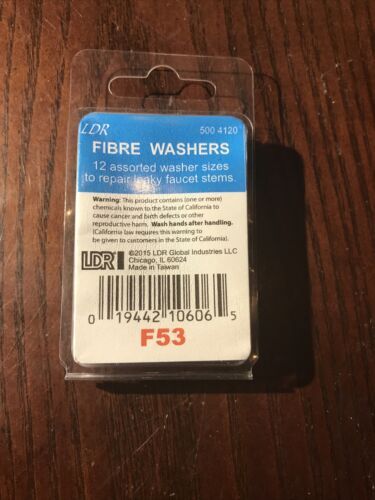 LDR 500 4120
FIBRE WASHERS
12 assorted washer sizes
to repair leaky faucet stems.
Warning: This product contains (one or more)
chemicals known to the State of California to
cause cancer and birth defects or other
reproductive harm. Wash hands after handling.
(California law requires this warning to
be given to customers in the State of California).
LDR ©2015 LDR Global Industries LLC
Chicago, IL 60624
Made in Taiwan
0 19442 10606 5
F53